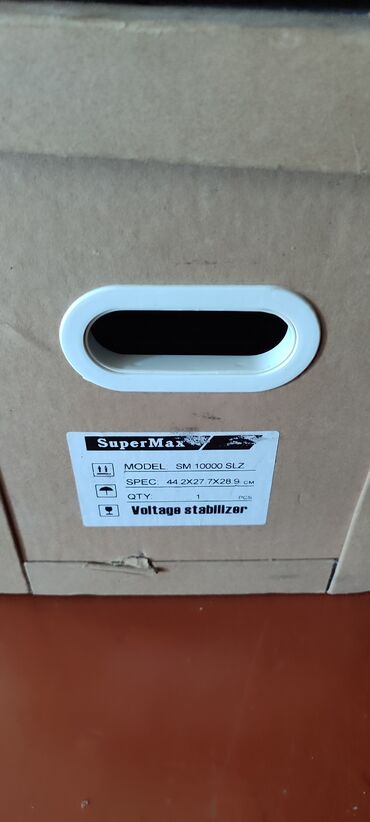 SuperMax
MODEL SM 10000 SLZ
SPEC: 44.2X27.7X28.9 CM
QTY: 1 PCS
Voltage stabilizer